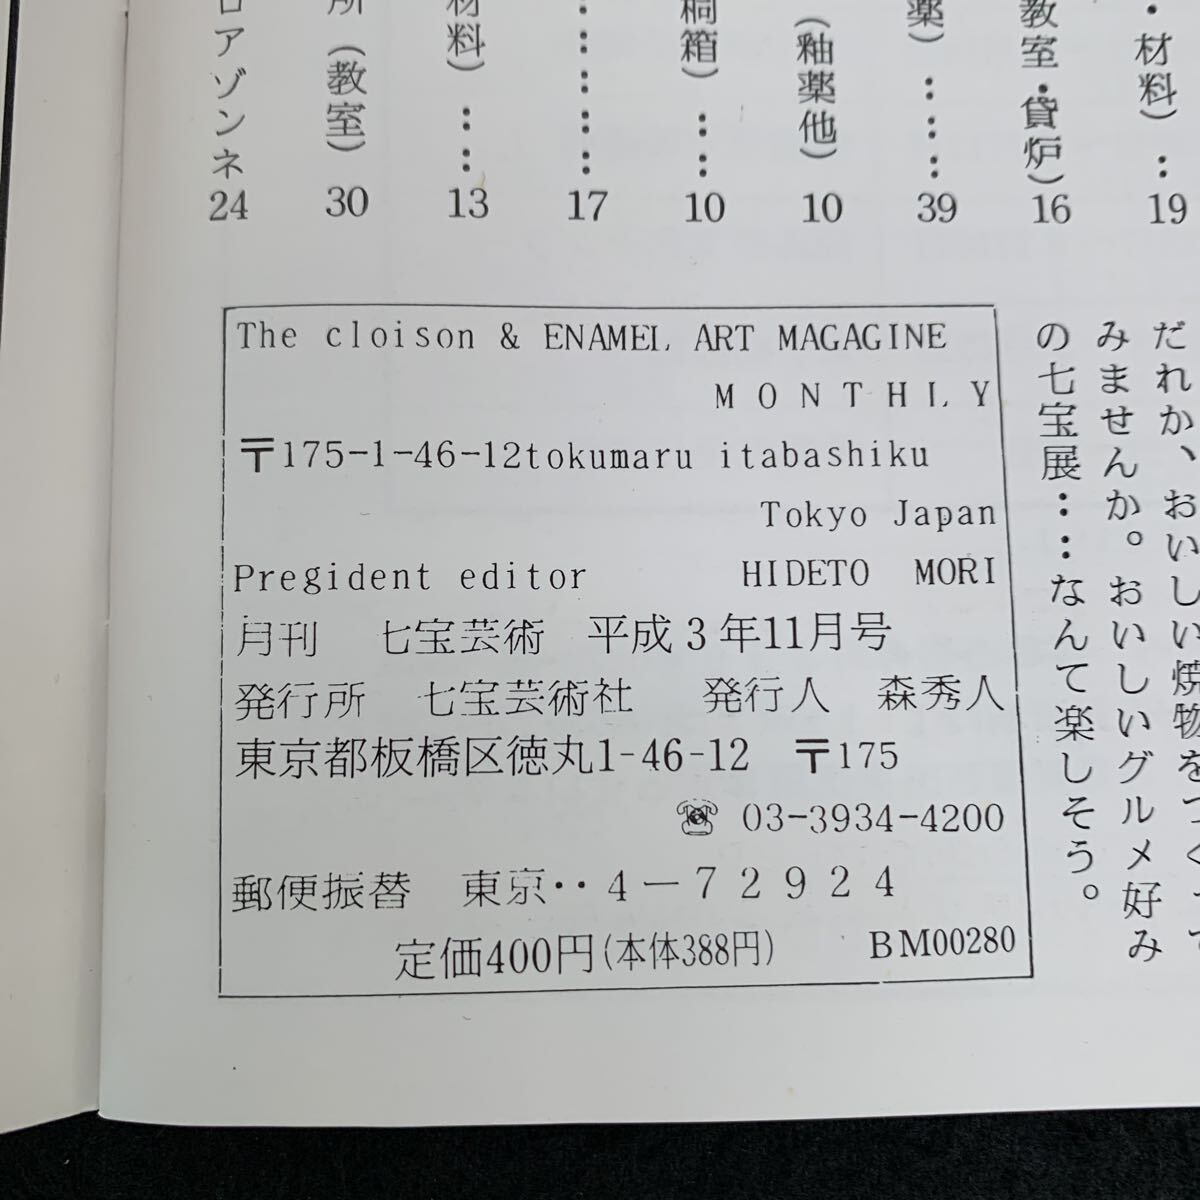 ロアゾンネ 24
所（教室） 30
材料）…… 13
……… 17
桐箱）…… 10
（釉薬他） 10
薬）…… 39
教室・貸炉） 16
・材料）… 19
The cloison & ENAMEL ART MAGAGINE
MONTHLY
〒175-1-46-12tokumaru itabashiku
Tokyo Japan
Pregident editor HIDETO MORI
月刊 七宝芸術 平成3年11月号
発行所 七宝芸術社 発行人 森秀人
東京都板橋区徳丸1-46-12 〒175
☎ 03-3934-4200
郵便振替 東京‥4－72924
定価400円(本体388円) BM00280
だれか、おいしい焼物をつくって
みませんか。おいしいグルメ好み
の七宝展……なんて楽しそう。